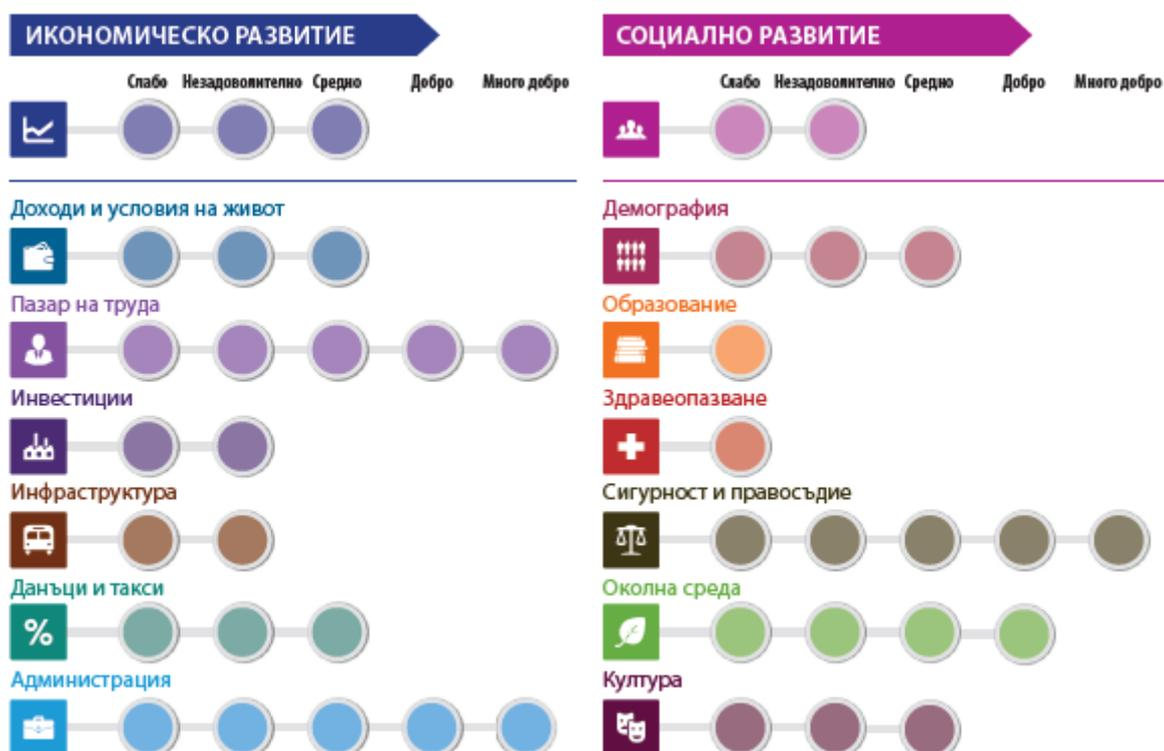 ИКОНОМИЧЕСКО РАЗВИТИЕ
Слабо Незадоволително Средно Добро Много добро
Доходи и условия на живот
Пазар на труда
Инвестиции
Инфраструктура
Данъци и такси
%
Администрация
СОЦИАЛНО РАЗВИТИЕ
Слабо Незадоволително Средно Добро Много добро
Демография
Образование
Здравеопазване
Сигурност и правосъдие
Околна среда
Култура